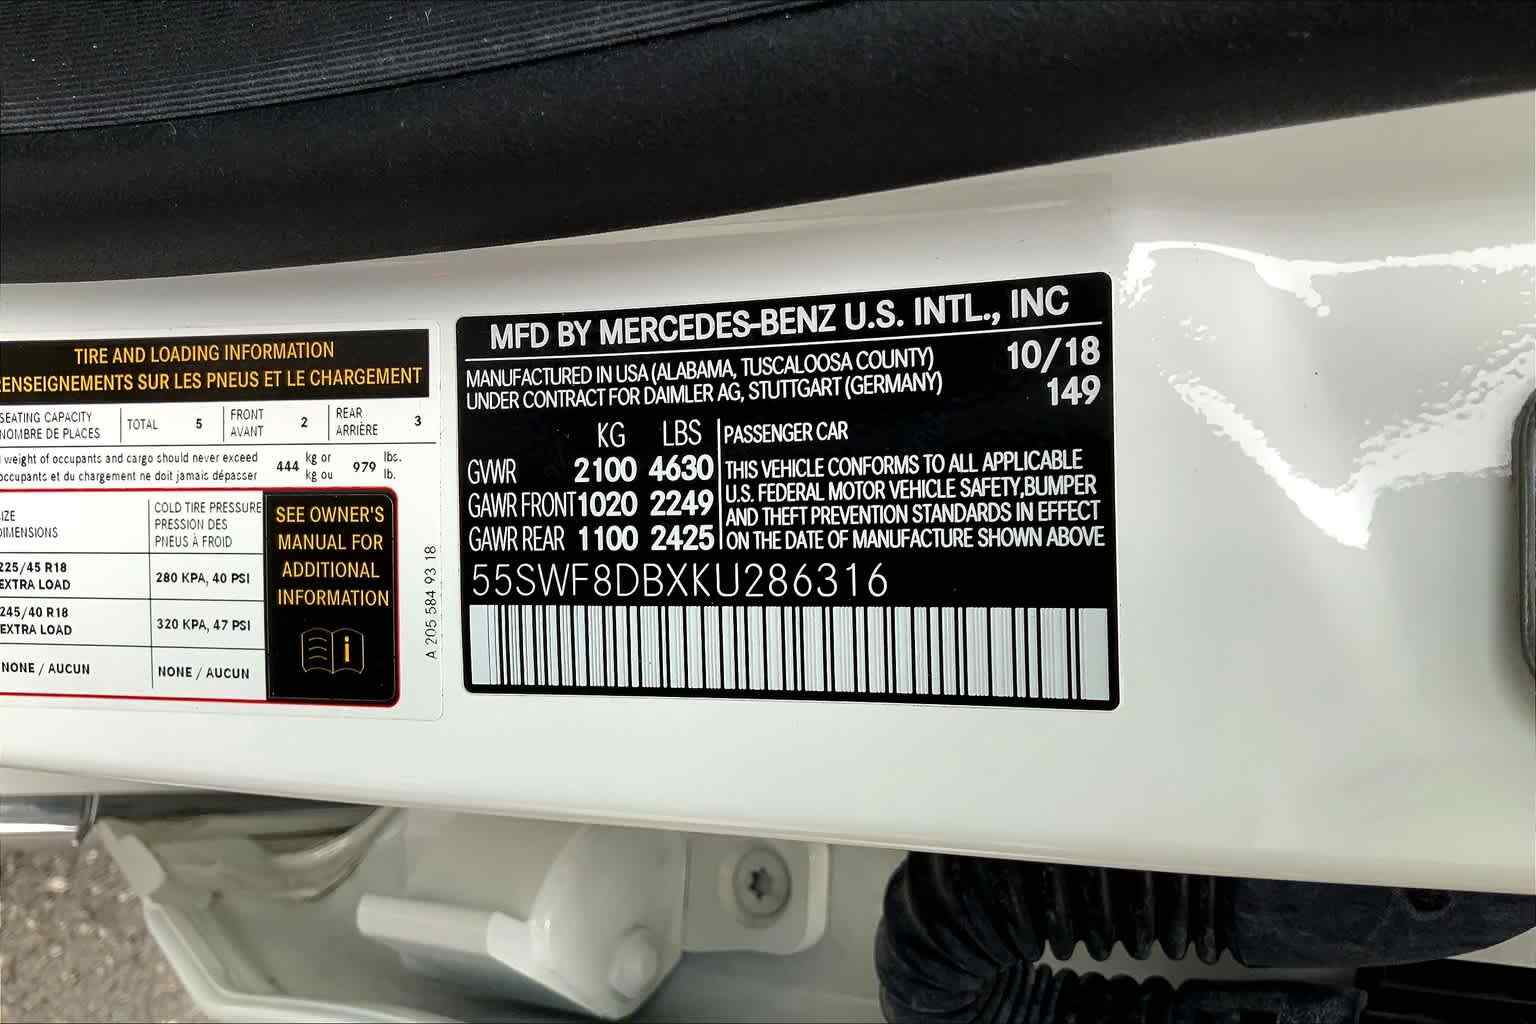 TIRE AND LOADING INFORMATION
RENSEIGNEMENTS SUR LES PNEUS ET LE CHARGEMENT
SEATING CAPACITY
NOMBRE DE PLACES
TOTAL 5
FRONT
AVANT
2
REAR
ARRIÈRE
3
weight of occupants and cargo should never exceed
occupants et du chargement ne doit jamais dépasser
444 kg or
kg ou
979 lbs.
lb.
IZE
DIMENSIONS
COLD TIRE PRESSURE
PRESSION DES
PNEUS À FROID
225/45 R18
EXTRA LOAD
280 KPA, 40 PSI
245/40 R18
EXTRA LOAD
320 KPA, 47 PSI
NONE / AUCUN
NONE / AUCUN
SEE OWNER'S
MANUAL FOR
ADDITIONAL
INFORMATION
i
A 205 584 93 18
MFD BY MERCEDES-BENZ U.S. INTL., INC
MANUFACTURED IN USA (ALABAMA, TUSCALOOSA COUNTY)
UNDER CONTRACT FOR DAIMLER AG, STUTTGART (GERMANY)
10/18
149
KG LBS
GVWR 2100 4630
GAWR FRONT 1020 2249
GAWR REAR 1100 2425
PASSENGER CAR
THIS VEHICLE CONFORMS TO ALL APPLICABLE
U.S. FEDERAL MOTOR VEHICLE SAFETY, BUMPER
AND THEFT PREVENTION STANDARDS IN EFFECT
ON THE DATE OF MANUFACTURE SHOWN ABOVE
55SWF8DBXKU286316